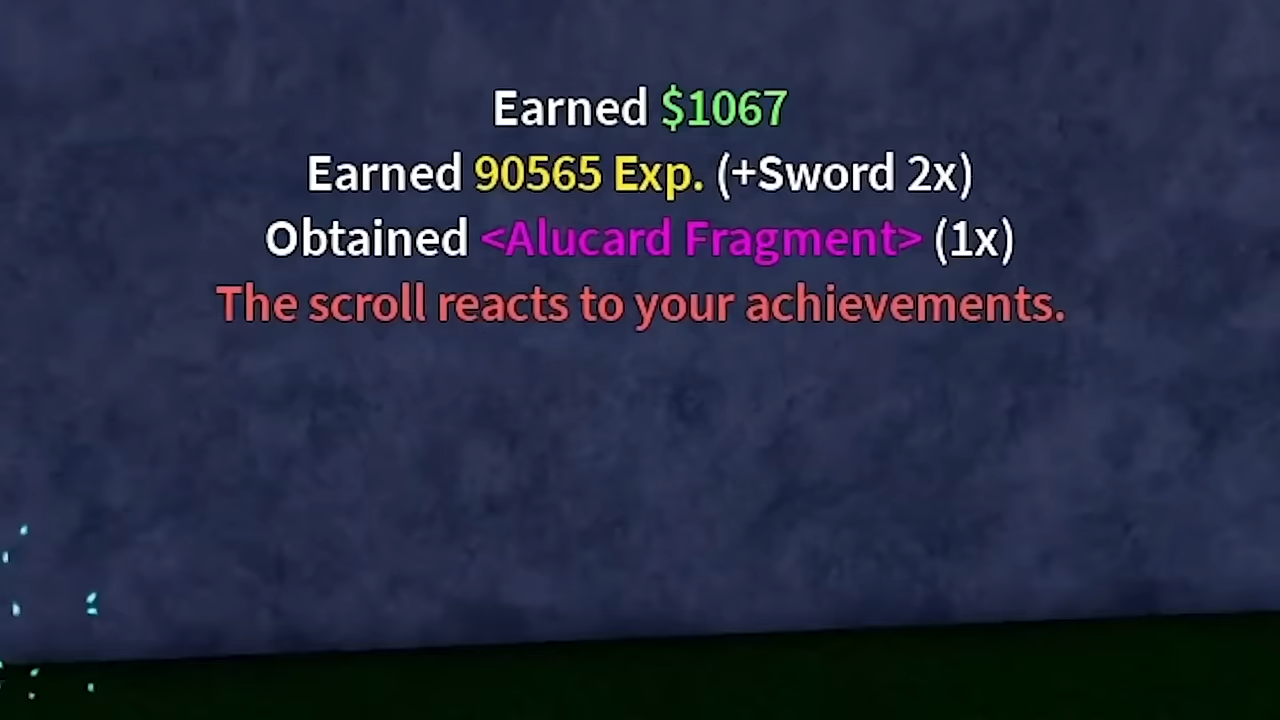 Earned $1067
Earned 90565 Exp. (+Sword 2x)
Obtained <Alucard Fragment> (1x)
The scroll reacts to your achievements.